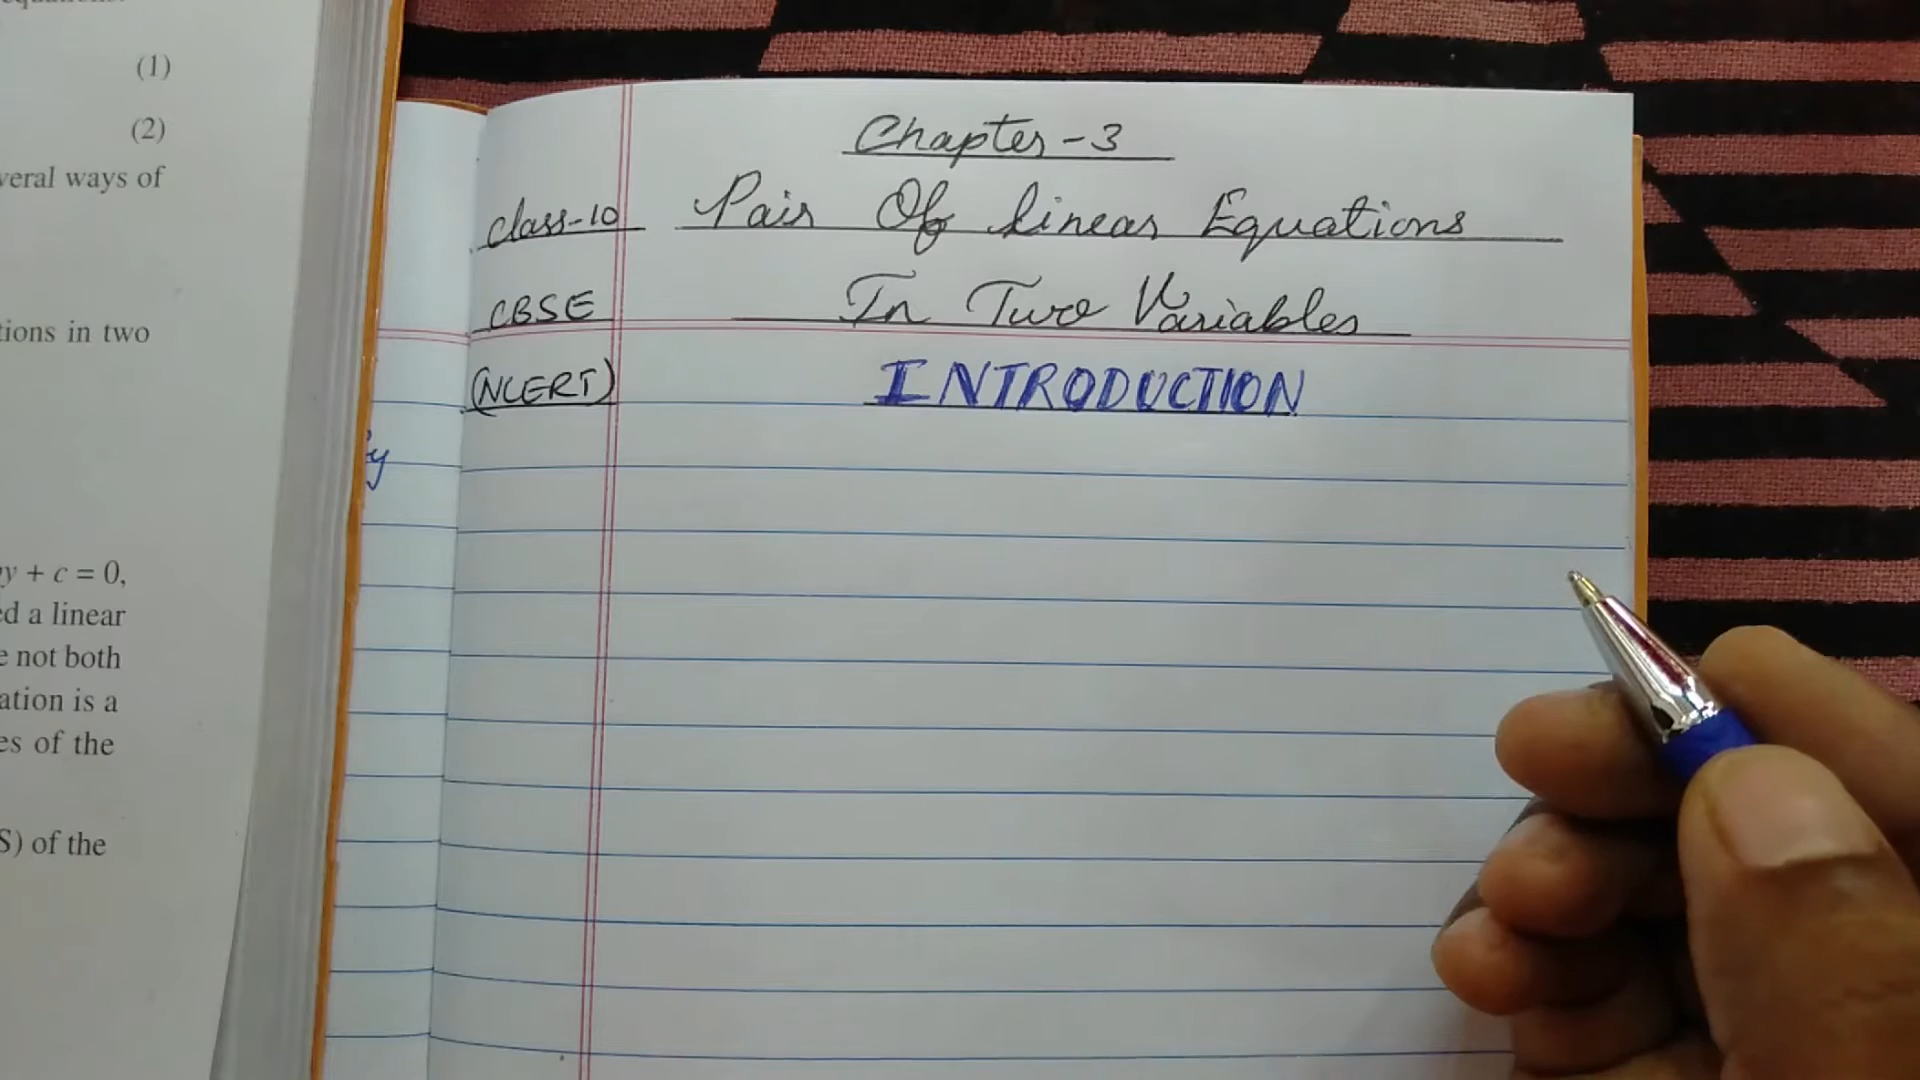 (1)
(2)
veral ways of
tions in two
y + c = 0,
ed a linear
e not both
ation is a
es of the
S) of the
y
Chapter-3
Class-10 Pair Of Linear Equations
CBSE In Two Variables
(NCERT) INTRODUCTION